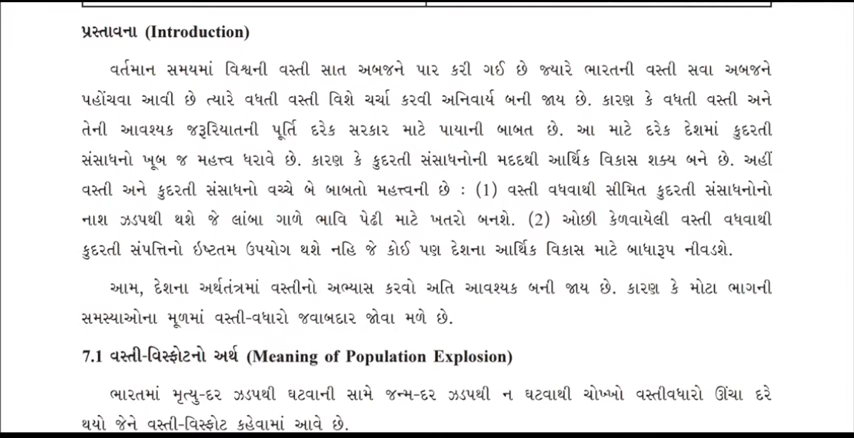 પ્રસ્તાવના (Introduction)
વર્તમાન સમયમાં વિશ્વની વસ્તી સાત અબજને પાર કરી ગઈ છે જ્યારે ભારતની વસ્તી સવા અબજને
પહોંચવા આવી છે ત્યારે વધતી વસ્તી વિશે ચર્ચા કરવી અનિવાર્ય બની જાય છે. કારણ કે વધતી વસ્તી અને
તેની આવશ્યક જરૂરિયાતની પૂર્તિ દરેક સરકાર માટે પાયાની બાબત છે. આ માટે દરેક દેશમાં કુદરતી
સંસાધનો ખૂબ જ મહત્ત્વ ધરાવે છે. કારણ કે કુદરતી સંસાધનોની મદદથી આર્થિક વિકાસ શક્ય બને છે. અહીં
વસ્તી અને કુદરતી સંસાધનો વચ્ચે બે બાબતો મહત્ત્વની છે : (1) વસ્તી વધવાથી સીમિત કુદરતી સંસાધનોનો
નાશ ઝડપથી થશે જે લાંબા ગાળે ભાવિ પેઢી માટે ખતરો બનશે. (2) ઓછી કેળવાયેલી વસ્તી વધવાથી
કુદરતી સંપત્તિનો ઇષ્ટતમ ઉપયોગ થશે નહિ જે કોઈ પણ દેશના આર્થિક વિકાસ માટે બાધારૂપ નીવડશે.
આમ, દેશના અર્થતંત્રમાં વસ્તીનો અભ્યાસ કરવો અતિ આવશ્યક બની જાય છે. કારણ કે મોટા ભાગની
સમસ્યાઓના મૂળમાં વસ્તી-વધારો જવાબદાર જોવા મળે છે.
7.1 વસ્તી-વિસ્ફોટનો અર્થ (Meaning of Population Explosion)
ભારતમાં મૃત્યુ-દર ઝડપથી ઘટવાની સામે જન્મ-દર ઝડપથી ન ઘટવાથી ચોખ્ખો વસ્તીવધારો ઊંચા દરે
થયો જેને વસ્તી-વિસ્ફોટ કહેવામાં આવે છે.